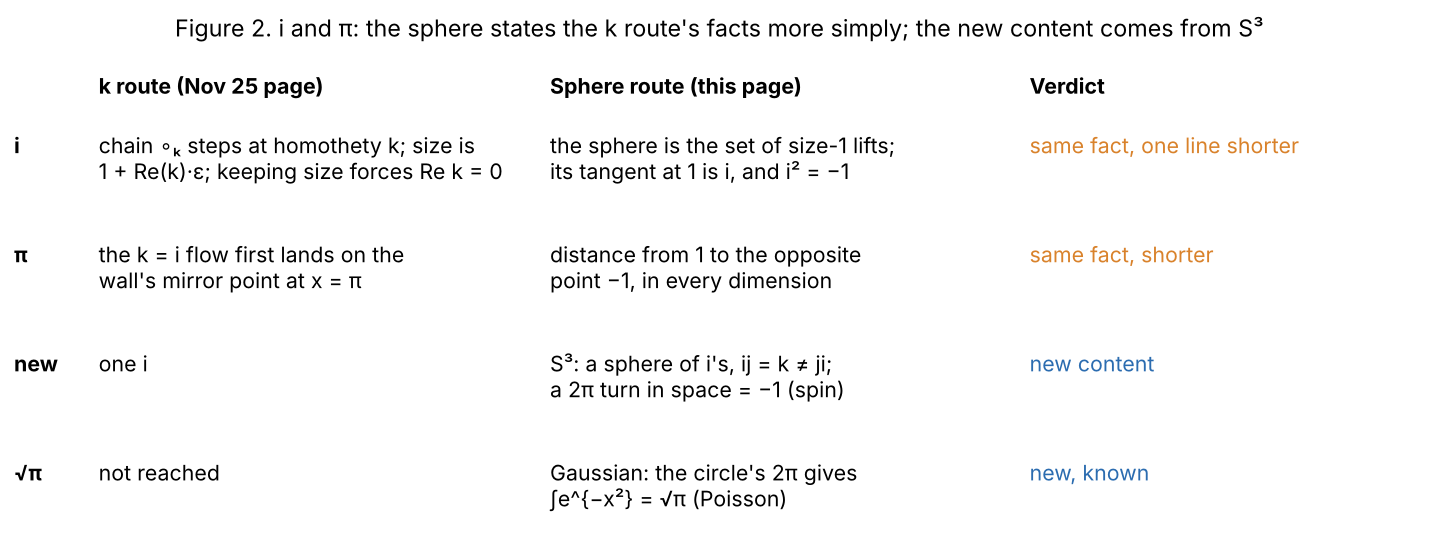 Figure 2. i and π: the sphere states the k route's facts more simply; the new content comes from S³
k route (Nov 25 page) Sphere route (this page) Verdict
i chain ∘ₖ steps at homothety k; size is the sphere is the set of size-1 lifts; same fact, one line shorter
1 + Re(k)·ε; keeping size forces Re k = 0 its tangent at 1 is i, and i² = −1
π the k = i flow first lands on the distance from 1 to the opposite same fact, shorter
wall's mirror point at x = π point −1, in every dimension
new one i S³: a sphere of i's, ij = k ≠ ji; new content
a 2π turn in space = −1 (spin)
√π not reached Gaussian: the circle's 2π gives new, known
∫e^{−x²} = √π (Poisson)